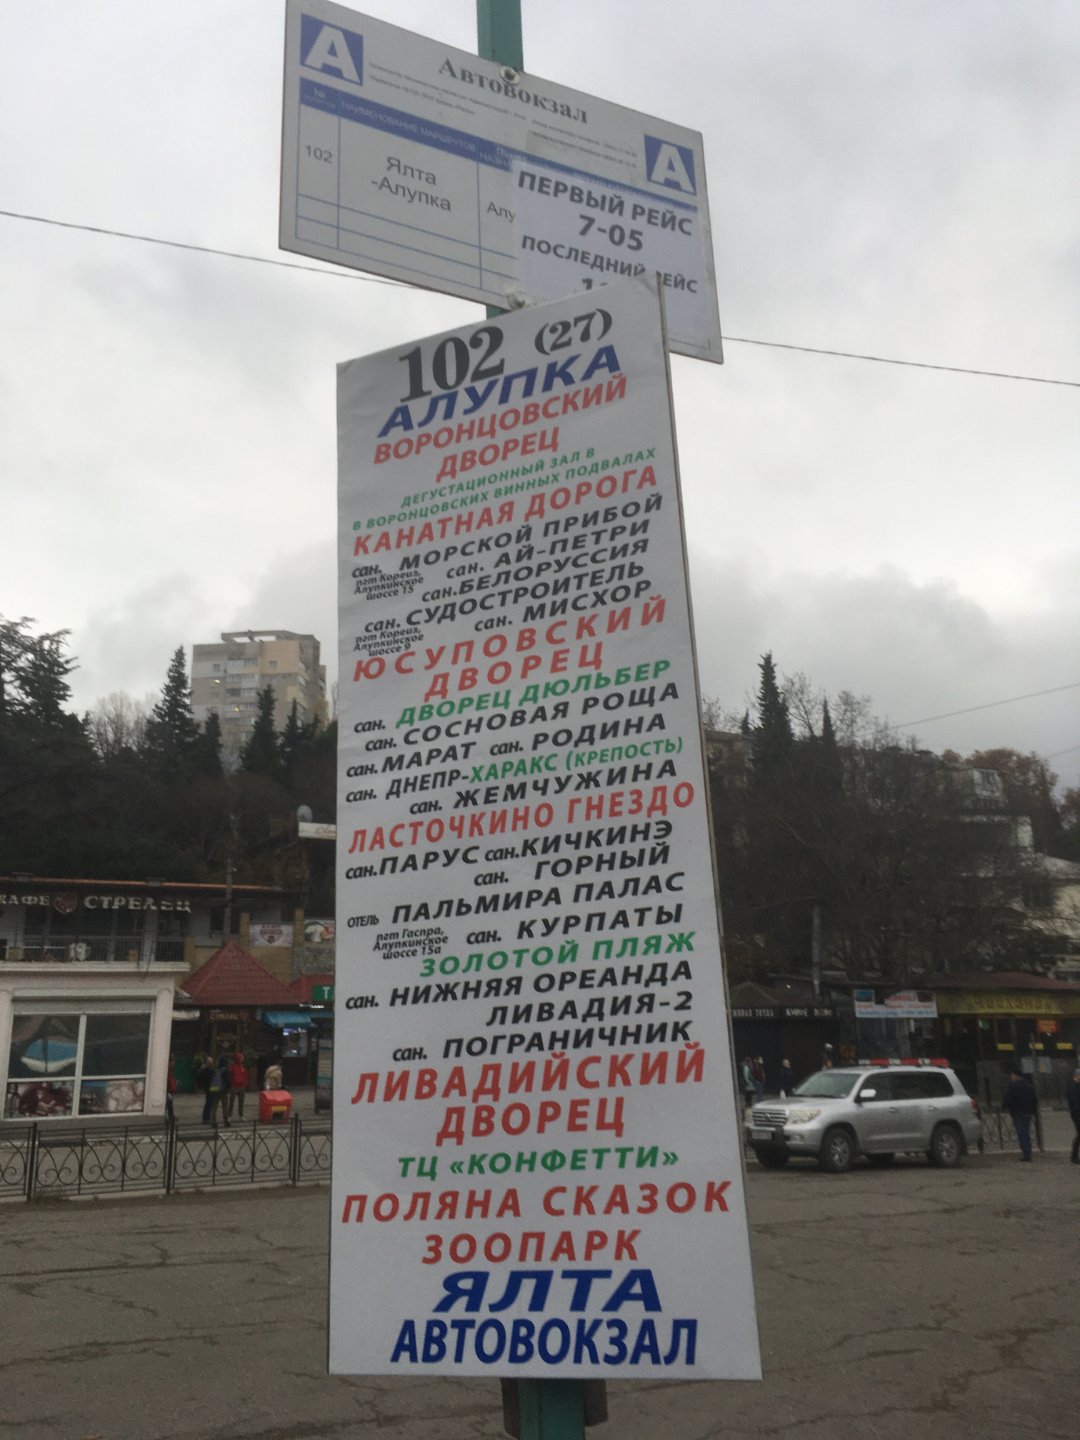 А
Автовокзал
А
№
НАИМЕНОВАНИЕ МАРШРУТОВ
102
Ялта
-Алупка
Алу
ПЕРВЫЙ РЕЙС
7-05
ПОСЛЕДНИЙ РЕЙС
102 (27)
АЛУПКА
ВОРОНЦОВСКИЙ
ДВОРЕЦ
ДЕГУСТАЦИОННЫЙ ЗАЛ В
В ВОРОНЦОВСКИХ ВИННЫХ ПОДВАЛАХ
КАНАТНАЯ ДОРОГА
сан. МОРСКОЙ ПРИБОЙ
пгт Кореиз,
Алупкинское
шоссе 15
сан. АЙ-ПЕТРИ
сан. БЕЛОРУССИЯ
сан. СУДОСТРОИТЕЛЬ
пгт Кореиз,
Алупкинское
шоссе 9
сан. МИСХОР
ЮСУПОВСКИЙ
ДВОРЕЦ
сан. ДВОРЕЦ ДЮЛЬБЕР
сан. СОСНОВАЯ РОЩА
сан. МАРАТ сан. РОДИНА
сан. ДНЕПР-ХАРАКС (КРЕПОСТЬ)
сан. ЖЕМЧУЖИНА
ЛАСТОЧКИНО ГНЕЗДО
сан. ПАРУС сан. КИЧКИНЭ
сан. ГОРНЫЙ
ОТЕЛЬ ПАЛЬМИРА ПАЛАС
пгт Гаспра,
Алупкинское
шоссе 15а
сан. КУРПАТЫ
ЗОЛОТОЙ ПЛЯЖ
сан. НИЖНЯЯ ОРЕАНДА
ЛИВАДИЯ-2
сан. ПОГРАНИЧНИК
ЛИВАДИЙСКИЙ
ДВОРЕЦ
ТЦ «КОНФЕТТИ»
ПОЛЯНА СКАЗОК
ЗООПАРК
ЯЛТА
АВТОВОКЗАЛ
КАФЕ СТРЕЛЕЦ